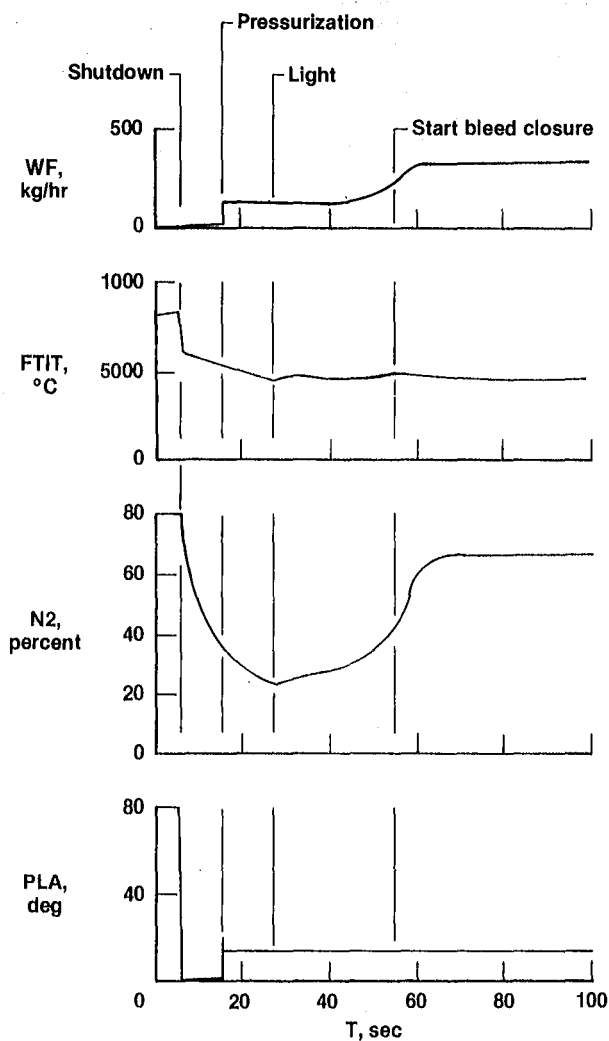 Pressurization
Shutdown
Light
Start bleed closure
500
WF,
kg/hr
0
1000
FTIT,
°C
5000
0
80
60
N2,
percent
40
20
0
80
PLA,
deg
40
0
20
40
60
80
100
T, sec